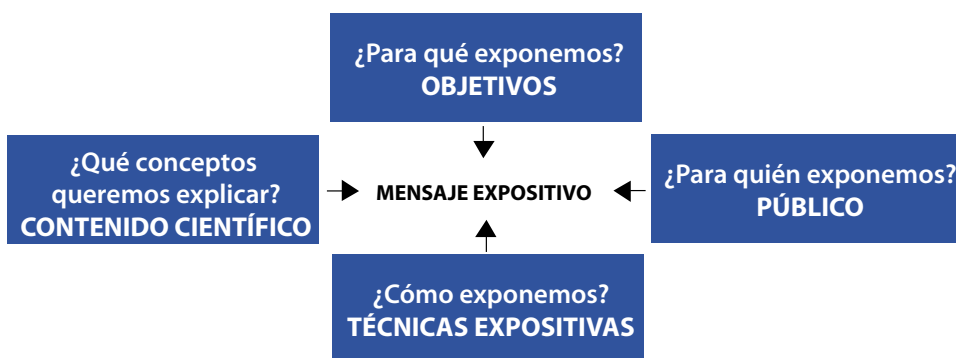 ¿Para qué exponemos?
OBJETIVOS
¿Qué conceptos
queremos explicar?
CONTENIDO CIENTÍFICO
MENSAJE EXPOSITIVO
¿Para quién exponemos?
PÚBLICO
¿Cómo exponemos?
TÉCNICAS EXPOSITIVAS